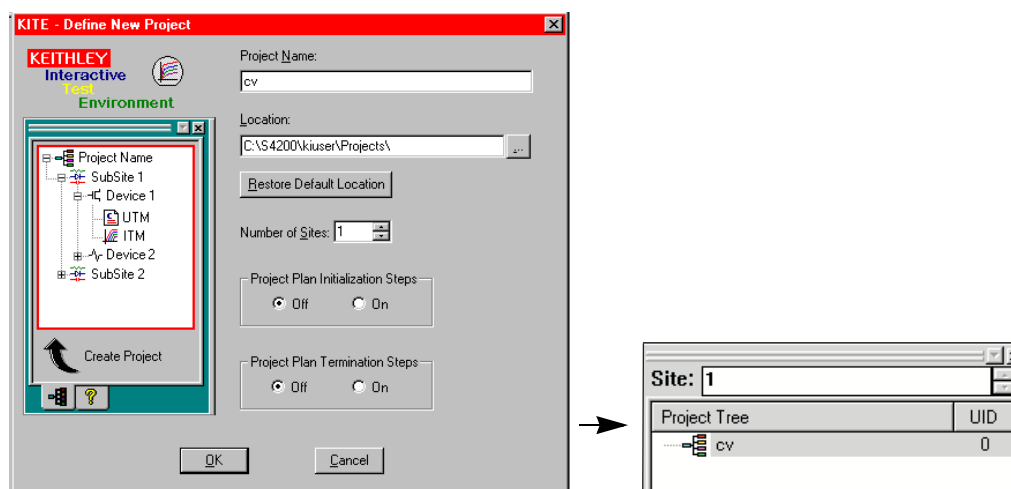 KITE - Define New Project
KEITHLEY
Interactive
Test
Environment
Project Name
SubSite 1
Device 1
UTM
ITM
Device 2
SubSite 2
Create Project
Project Name:
cv
Location:
C:\S4200\kiuser\Projects\
...
Restore Default Location
Number of Sites: 1
Project Plan Initialization Steps
Off On
Project Plan Termination Steps
Off On
OK Cancel
Site: 1
Project Tree UID
cv 0